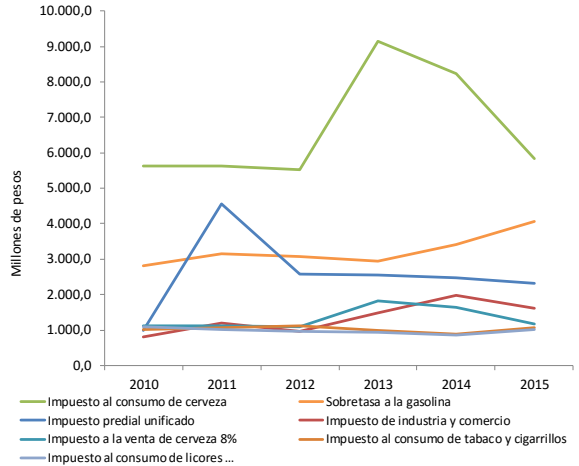 10.000,0
9.000,0
8.000,0
7.000,0
6.000,0
5.000,0
4.000,0
3.000,0
2.000,0
1.000,0
0,0
Millones de pesos
2010 2011 2012 2013 2014 2015
Impuesto al consumo de cerveza Sobretasa a la gasolina
Impuesto predial unificado Impuesto de industria y comercio
Impuesto a la venta de cerveza 8% Impuesto al consumo de tabaco y cigarrillos
Impuesto al consumo de licores ...